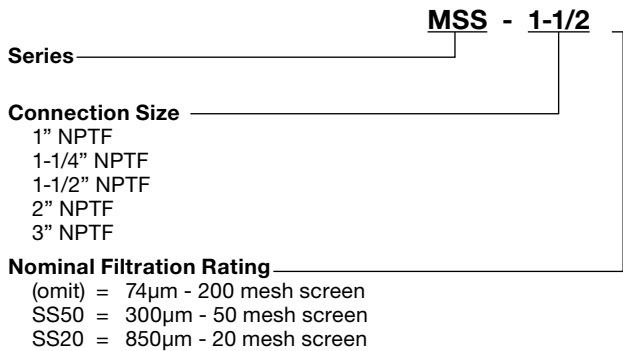 MSS - 1-1/2
Series
Connection Size
1” NPTF
1-1/4” NPTF
1-1/2” NPTF
2” NPTF
3” NPTF
Nominal Filtration Rating
(omit) = 74µm - 200 mesh screen
SS50 = 300µm - 50 mesh screen
SS20 = 850µm - 20 mesh screen